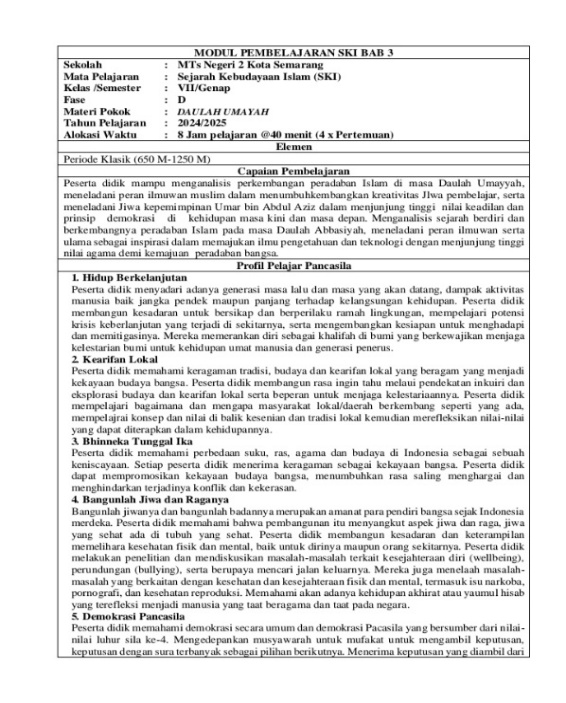 MODUL PEMBELAJARAN SKI BAB 3
Sekolah : MTs Negeri 2 Kota Semarang
Mata Pelajaran : Sejarah Kebudayaan Islam (SKI)
Kelas /Semester : VII/Genap
Fase : D
Materi Pokok : DAULAH UMAYAH
Tahun Pelajaran : 2024/2025
Alokasi Waktu : 8 Jam pelajaran @40 menit (4 x Pertemuan)
Elemen
Periode Klasik (650 M-1250 M)
Capaian Pembelajaran
Peserta didik mampu menganalisis perkembangan peradaban Islam di masa Daulah Umayyah,
meneladani peran ilmuwan muslim dalam menumbuhkembangkan kreativitas JIwa pembelajar, serta
meneladani Jiwa kepemimpinan Umar bin Abdul Aziz dalam menjunjung tinggi nilai keadilan dan
prinsip demokrasi di kehidupan masa kini dan masa depan. Menganalisis sejarah berdiri dan
berkembangnya peradaban Islam pada masa Daulah Abbasiyah, meneladani peran ilmuwan serta
ulama sebagai inspirasi dalam memajukan ilmu pengetahuan dan teknologi dengan menjunjung tinggi
nilai agama demi kemajuan peradaban bangsa.
Profil Pelajar Pancasila
1. Hidup Berkelanjutan
Peserta didik menyadari adanya generasi masa lalu dan masa yang akan datang, dampak aktivitas
manusia baik jangka pendek maupun panjang terhadap kelangsungan kehidupan. Peserta didik
membangun kesadaran untuk bersikap dan berperilaku ramah lingkungan, mempelajari potensi
krisis keberlanjutan yang terjadi di sekitarnya, serta mengembangkan kesiapan untuk menghadapi
dan memitigasinya. Mereka memerankan diri sebagai khalifah di bumi yang berkewajikan menjaga
kelestarian bumi untuk kehidupan umat manusia dan generasi penerus.
2. Kearifan Lokal
Peserta didik memahami keragaman tradisi, budaya dan kearifan lokal yang beragam yang menjadi
kekayaan budaya bangsa. Peserta didik membangun rasa ingin tahu melaui pendekatan inkuiri dan
eksplorasi budaya dan kearifan lokal serta beperan untuk menjaga kelestariaannya. Peserta didik
mempelajari bagaimana dan mengapa masyarakat lokal/daerah berkembang seperti yang ada,
mempelajrai konsep dan nilai di balik kesenian dan tradisi lokal kemudian merefleksikan nilai-nilai
yang dapat diterapkan dalam kehidupannya.
3. Bhinneka Tunggal Ika
Peserta didik memahami perbedaan suku, ras, agama dan budaya di Indonesia sebagai sebuah
keniscayaan. Setiap peserta didik menerima keragaman sebagai kekayaan bangsa. Peserta didik
dapat mempromosikan kekayaan budaya bangsa, menumbuhkan rasa saling menghargai dan
menghindarkan terjadinya konflik dan kekerasan.
4. Bangunlah Jiwa dan Raganya
Bangunlah jiwanya dan bangunlah badannya merupakan amanat para pendiri bangsa sejak Indonesia
merdeka. Peserta didik memahami bahwa pembangunan itu menyangkut aspek jiwa dan raga, jiwa
yang sehat ada di tubuh yang sehat. Peserta didik membangun kesadaran dan keterampilan
memelihara kesehatan fisik dan mental, baik untuk dirinya maupun orang sekitarnya. Peserta didik
melakukan penelitian dan mendiskusikan masalah-masalah terkait kesejahteraan diri (wellbeing),
perundungan (bullying), serta berupaya mencari jalan keluarnya. Mereka juga menelaah masalah-
masalah yang berkaitan dengan kesehatan dan kesejahteraan fisik dan mental, termasuk isu narkoba,
pornografi, dan kesehatan reproduksi. Memahami akan adanya kehidupan akhirat atau yaumul hisab
yang terefleksi menjadi manusia yang taat beragama dan taat pada negara.
5. Demokrasi Pancasila
Peserta didik memahami demokrasi secara umum dan demokrasi Pacasila yang bersumber dari nilai-
nilai luhur sila ke-4. Mengedepankan musyawarah untuk mufakat untuk mengambil keputusan,
keputusan dengan sura terbanyak sebagai pilihan berikutnya. Menerima keputusan yang diambil dari